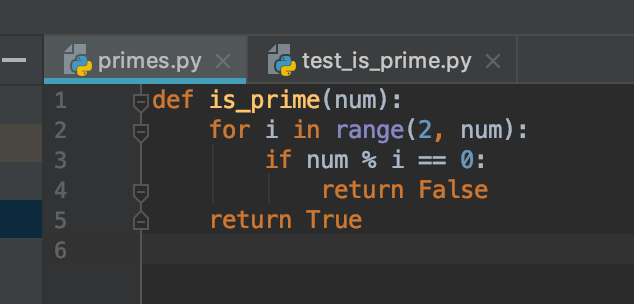 primes.py test_is_prime.py
1 def is_prime(num):
2     for i in range(2, num):
3         if num % i == 0:
4             return False
5     return True
6